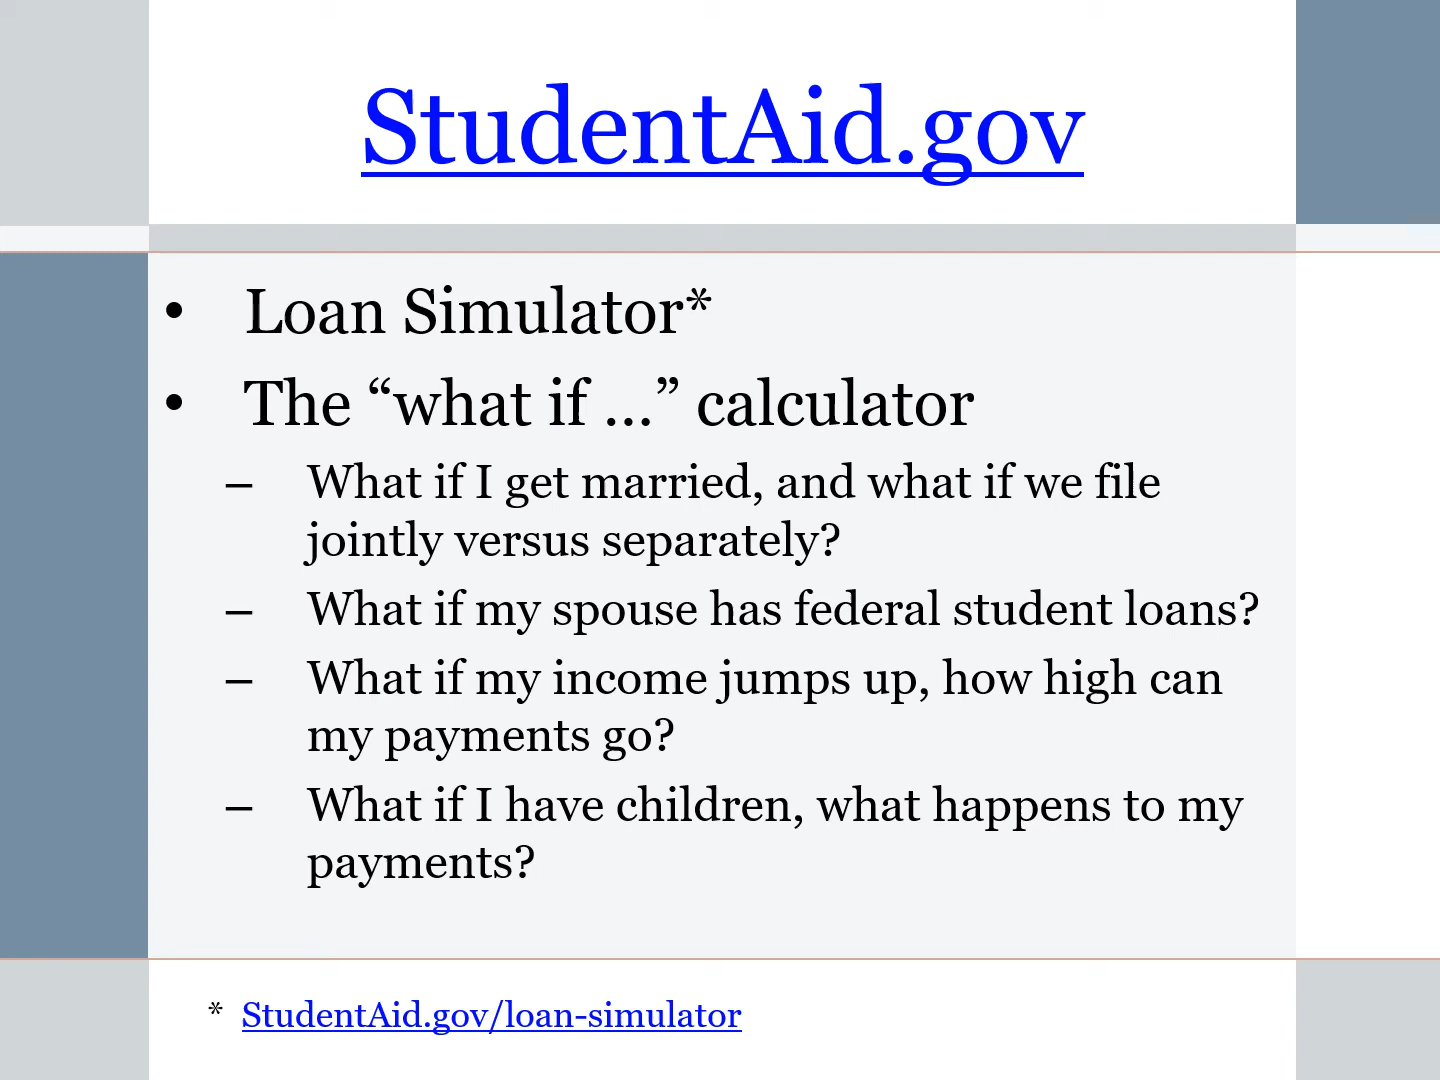 StudentAid.gov
• Loan Simulator*
• The “what if …” calculator
– What if I get married, and what if we file
jointly versus separately?
– What if my spouse has federal student loans?
– What if my income jumps up, how high can
my payments go?
– What if I have children, what happens to my
payments?
* StudentAid.gov/loan-simulator